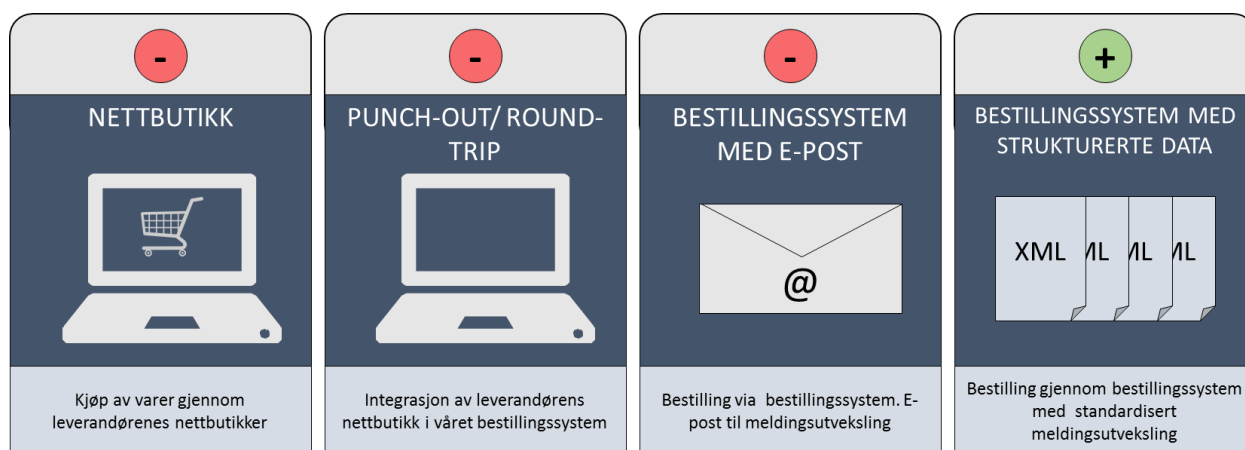 -
NETTBUTIKK
Kjøp av varer gjennom
leverandørenes nettbutikker
-
PUNCH-OUT/ ROUND-
TRIP
Integrasjon av leverandørens
nettbutikk i våret bestillingssystem
-
BESTILLINGSSYSTEM
MED E-POST
@
Bestilling via  bestillingssystem. E-
post til meldingsutveksling
+
BESTILLINGSSYSTEM MED
STRUKTURERTE DATA
XML ML ML ML
Bestilling gjennom bestillingssystem
med  standardisert
meldingsutveksling